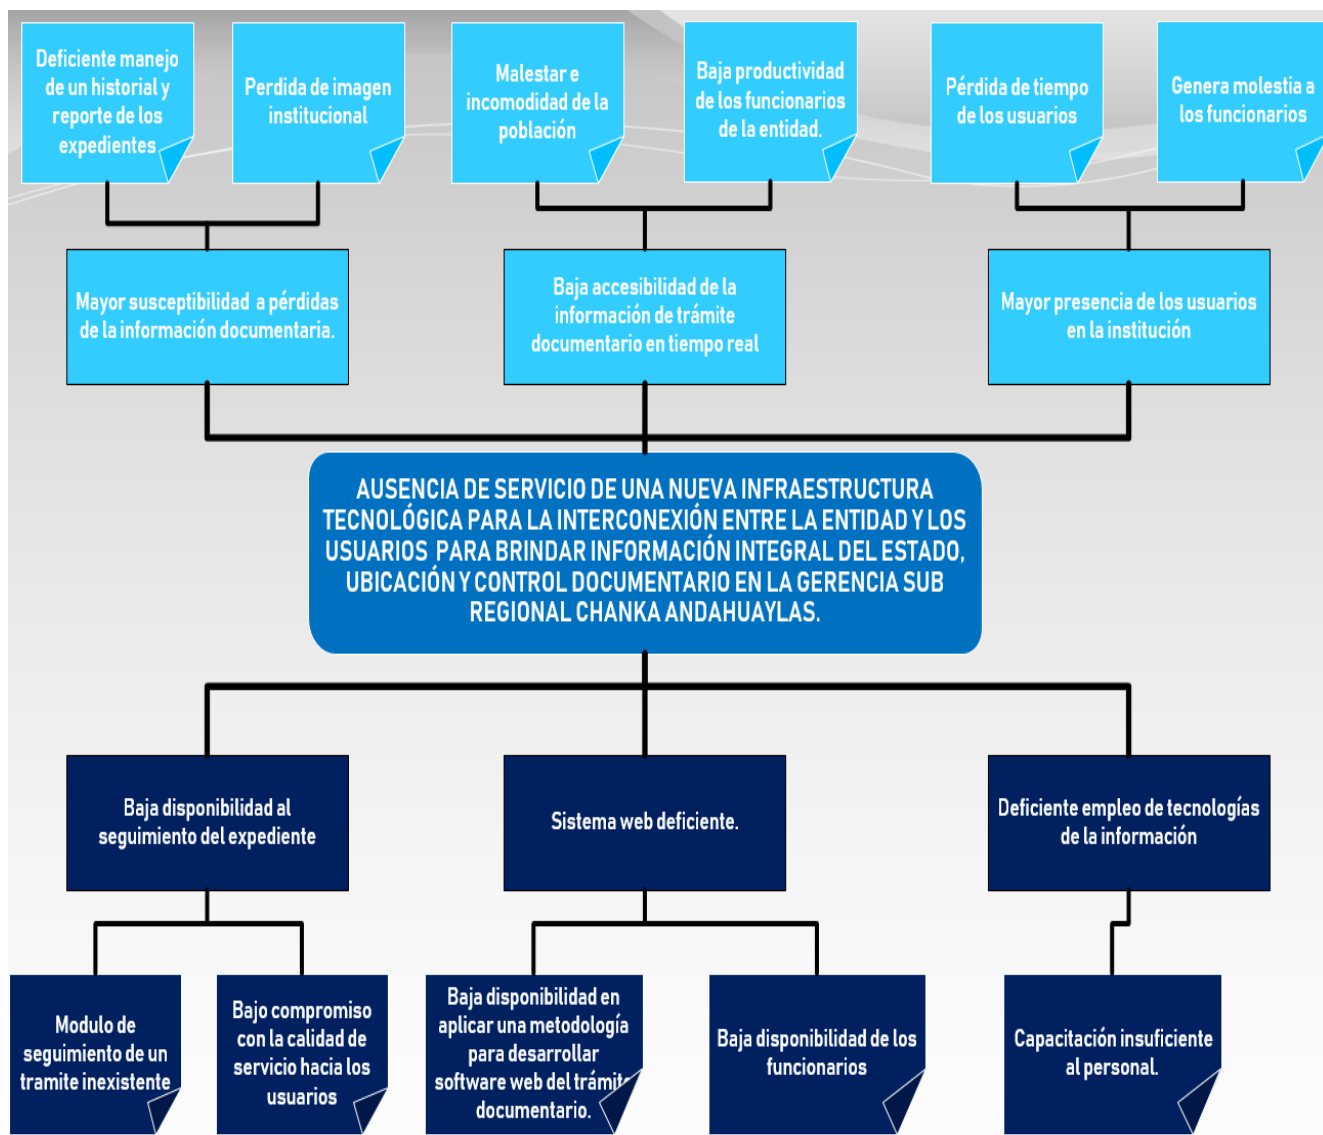 Deficiente manejo
de un historial y
reporte de los
expedientes
Perdida de imagen
institucional
Malestar e
incomodidad de la
población
Baja productividad
de los funcionarios
de la entidad.
Pérdida de tiempo
de los usuarios
Genera molestia a
los funcionarios
Mayor susceptibilidad a pérdidas
de la información documentaria.
Baja accesibilidad de la
información de trámite
documentario en tiempo real
Mayor presencia de los usuarios
en la institución
AUSENCIA DE SERVICIO DE UNA NUEVA INFRAESTRUCTURA
TECNOLÓGICA PARA LA INTERCONEXIÓN ENTRE LA ENTIDAD Y LOS
USUARIOS PARA BRINDAR INFORMACIÓN INTEGRAL DEL ESTADO,
UBICACIÓN Y CONTROL DOCUMENTARIO EN LA GERENCIA SUB
REGIONAL CHANKA ANDAHUAYLAS.
Baja disponibilidad al
seguimiento del expediente
Sistema web deficiente.
Deficiente empleo de tecnologías
de la información
Modulo de
seguimiento de un
tramite inexistente
Bajo compromiso
con la calidad de
servicio hacia los
usuarios
Baja disponibilidad en
aplicar una metodología
para desarrollar
software web del trámite
documentario.
Baja disponibilidad de los
funcionarios
Capacitación insuficiente
al personal.